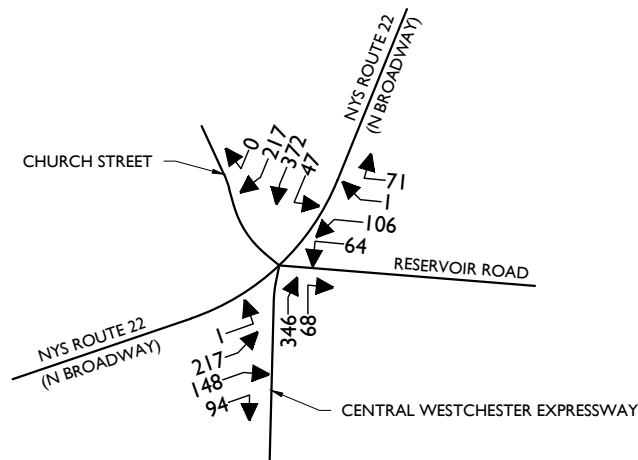 NYS ROUTE 22
(N BROADWAY)
CHURCH STREET
0
217
372
47
71
1
106
64
RESERVOIR ROAD
346
68
NYS ROUTE 22
(N BROADWAY)
1
217
148
94
CENTRAL WESTCHESTER EXPRESSWAY